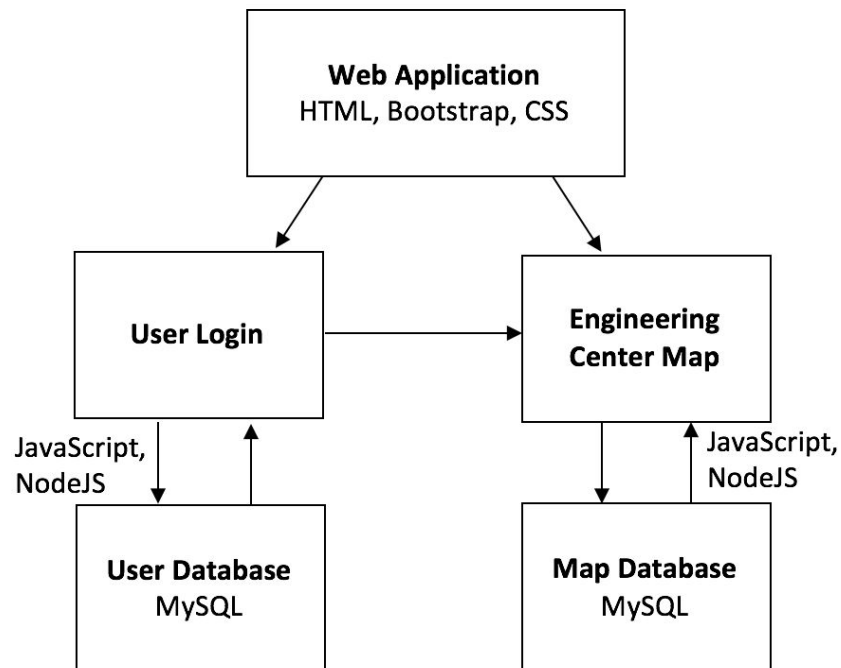 Web Application
HTML, Bootstrap, CSS
User Login
Engineering
Center Map
JavaScript,
NodeJS
JavaScript,
NodeJS
User Database
MySQL
Map Database
MySQL